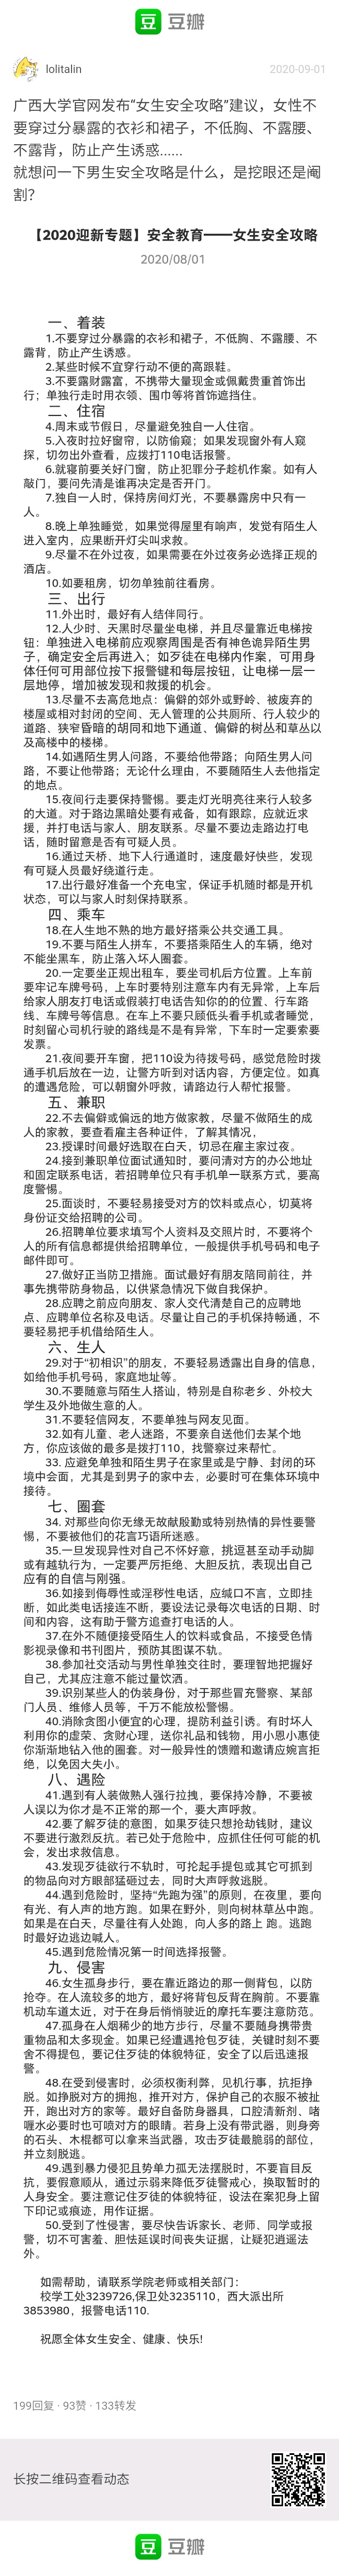 豆 豆瓣
lolitalin 2020-09-01
广西大学官网发布“女生安全攻略”建议，女性不
要穿过分暴露的衣衫和裙子，不低胸、不露腰、
不露背，防止产生诱惑......
就想问一下男生安全攻略是什么，是挖眼还是阉
割？
【2020迎新专题】安全教育——女生安全攻略
2020/08/01
一、着装
1.不要穿过分暴露的衣衫和裙子，不低胸、不露腰、不
露背，防止产生诱惑。
2.某些时候不宜穿行动不便的高跟鞋。
3.不要露财露富，不携带大量现金或佩戴贵重首饰出
行；单独行走时用衣领、围巾等将首饰遮挡住。
二、住宿
4.周末或节假日，尽量避免独自一人住宿。
5.入夜时拉好窗帘，以防偷窥；如果发现窗外有人窥
探，切勿出外查看，应拨打110电话报警。
6.就寝前要关好门窗，防止犯罪分子趁机作案。如有人
敲门，要问先清是谁再决定是否开门。
7.独自一人时，保持房间灯光，不要暴露房中只有一
人。
8.晚上单独睡觉，如果觉得屋里有响声，发觉有陌生人
进入室内，应果断开灯尖叫求救。
9.尽量不在外过夜，如果需要在外过夜务必选择正规的
酒店。
10.如要租房，切勿单独前往看房。
三、出行
11.外出时，最好有人结伴同行。
12.人少时、天黑时尽量坐电梯，并且尽量靠近电梯按
钮：单独进入电梯前应观察周围是否有神色诡异陌生男
子，确定安全后再进入；如歹徒在电梯内作案，可用身
体任何可用部位按下报警键和每层按钮，让电梯一层一
层地停，增加被发现和救援的机会。
13.尽量不去高危地点：偏僻的郊外或野岭、被废弃的
楼屋或相对封闭的空间、无人管理的公共厕所、行人较少的
道路、狭窄昏暗的胡同和地下通道、偏僻的树丛和草丛以
及高楼中的楼梯。
14.如遇陌生男人问路，不要给他带路；向陌生男人问
路，不要让他带路；无论什么理由，不要随陌生人去他指定
的地点。
15.夜间行走要保持警惕。要走灯光明亮往来行人较多
的大道。对于路边黑暗处要有戒备，如有跟踪，应就近求
援，并打电话与家人、朋友联系。尽量不要边走路边打电
话，随时留意是否有可疑人员。
16.通过天桥、地下人行通道时，速度最好快些，发现
有可疑人员最好绕道行走。
17.出行最好准备一个充电宝，保证手机随时都是开机
状态，可以与家人时刻保持联系。
四、乘车
18.在人生地不熟的地方最好搭乘公共交通工具。
19.不要与陌生人拼车，不要搭乘陌生人的车辆，绝对
不能坐黑车，防止落入坏人圈套。
20.一定要坐正规出租车，要坐司机后方位置。上车前
要牢记车牌号码，上车时要特别注意车内有无异常，上车后
给家人朋友打电话或假装打电话告知你的的位置、行车路
线、车牌号等信息。在车上不要只顾低头看手机或者睡觉，
时刻留心司机行驶的路线是不是有异常，下车时一定要索要
发票。
21.夜间要开车窗，把110设为待拨号码，感觉危险时拨
通手机后放在一边，让警方听到对话内容，方便定位。如真
的遭遇危险，可以朝窗外呼救，请路边行人帮忙报警。
五、兼职
22.不去偏僻或偏远的地方做家教，尽量不做陌生的成
人的家教，要查看雇主各种证件，了解其情况，
23.授课时间最好选取在白天，切忌在雇主家过夜。
24.接到兼职单位面试通知时，要问清对方的办公地址
和固定联系电话，若招聘单位只有手机单一联系方式，要高
度警惕。
25.面谈时，不要轻易接受对方的饮料或点心，切莫将
身份证交给招聘的公司。
26.招聘单位要求填写个人资料及交照片时，不要将个
人的所有信息都提供给招聘单位，一般提供手机号码和电子
邮件即可。
27.做好正当防卫措施。面试最好有朋友陪同前往，并
事先携带防身物品，以供紧急情况下做自我保护。
28.应聘之前应向朋友、家人交代清楚自己的应聘地
点、应聘单位名称及电话。尽量让自己的手机保持畅通，不
要轻易把手机借给陌生人。
六、生人
29.对于“初相识”的朋友，不要轻易透露出自身的信息，
如给他手机号码，家庭地址等。
30.不要随意与陌生人搭讪，特别是自称老乡、外校大
学生及外地做生意的人。
31.不要轻信网友，不要单独与网友见面。
32.如有儿童、老人迷路，不要亲自送他们去某个地
方，你应该做的最多是拨打110，找警察过来帮忙。
33. 应避免单独和陌生男子在家里或是宁静、封闭的环
境中会面，尤其是到男子的家中去，必要时可在集体环境中
接待。
七、圈套
34. 对那些向你无缘无故献殷勤或特别热情的异性要警
惕，不要被他们的花言巧语所迷惑。
35.一旦发现异性对自己不怀好意，挑逗甚至动手动脚
或有越轨行为，一定要严厉拒绝、大胆反抗，表现出自己
应有的自信与刚强。
36.如接到侮辱性或淫秽性电话，应缄口不言，立即挂
断，如此类电话接连不断，要设法记录每次电话的日期、时
间和内容，这有助于警方追查打电话的人。
37.在外不随便接受陌生人的饮料或食品，不接受色情
影视录像和书刊图片，预防其图谋不轨。
38.参加社交活动与男性单独交往时，要理智地把握好
自己，尤其应注意不能过量饮酒。
39.识别某些人的伪装身份，对于那些冒充警察、某部
门人员、维修人员等，千万不能放松警惕。
40.消除贪图小便宜的心理，提防利益引诱。有时坏人
利用你的虚荣、贪财心理，送你礼品和钱物，用小恩小惠使
你渐渐地钻入他的圈套。对一般异性的馈赠和邀请应婉言拒
绝，以免因大失小。
八、遇险
41.遇到有人装做熟人强行拉拽，要保持冷静，不要被
人误以为你才是不正常的那一个，要大声呼救。
42.要了解歹徒的意图，如果歹徒只想抢劫钱财，建议
不要进行激烈反抗。若已处于危险中，应抓住任何可能的机
会，发出求救信息。
43.发现歹徒欲行不轨时，可抡起手提包或其它可抓到
的物品向对方眼部猛砸过去，同时大声呼救逃脱。
44.遇到危险时，坚持“先跑为强”的原则，在夜里，要向
有光、有人声的地方跑。如果在野外，则向树林草丛中跑。
如果是在白天，尽量往有人处跑，向人多的路上 跑。逃跑
时最好边逃边喊人。
45.遇到危险情况第一时间选择报警。
九、侵害
46.女生孤身步行，要在靠近路边的那一侧背包，以防
抢夺。在人流较多的地方，最好将背包反背在胸前。不要靠
机动车道太近，对于在身后悄悄驶近的摩托车要注意防范。
47.孤身在人烟稀少的地方步行，尽量不要随身携带贵
重物品和太多现金。如果已经遭遇抢包歹徒，关键时刻不要
舍不得提包，要记住歹徒的体貌特征，安全了以后迅速报
警。
48.在受到侵害时，必须权衡利弊，见机行事，抗拒挣
脱。如挣脱对方的拥抱，推开对方，保护自己的衣服不被扯
开，跑出对方的家等。最好自备防身器具，口腔清新剂、啫
喱水必要时也可喷对方的眼睛。若身上没有带武器，则身旁
的石头、木棍都可以拿来当武器，攻击歹徒最脆弱的部位，
并立刻脱逃。
49.遇到暴力侵犯且势单力孤无法摆脱时，不要盲目反
抗，要假意顺从，通过示弱来降低歹徒警戒心，换取暂时的
人身安全。要注意记住歹徒的体貌特征，设法在案犯身上留
下印记或痕迹，用作证据。
50.受到了性侵害，要尽快告诉家长、老师、同学或报
警，切不可害羞、胆怯延误时间丧失证据，让疑犯逍遥法
外。
如需帮助，请联系学院老师或相关部门：
校学工处3239726,保卫处3235110，西大派出所
3853980，报警电话110.
祝愿全体女生安全、健康、快乐!
199回复 · 93赞 · 133转发
长按二维码查看动态
豆 豆瓣